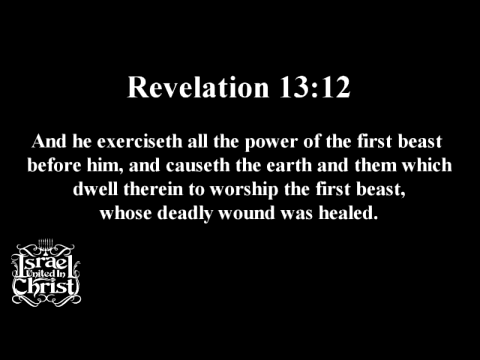 Revelation 13:12
And he exerciseth all the power of the first beast
before him, and causeth the earth and them which
dwell therein to worship the first beast,
whose deadly wound was healed.
Israel
United In
Christ